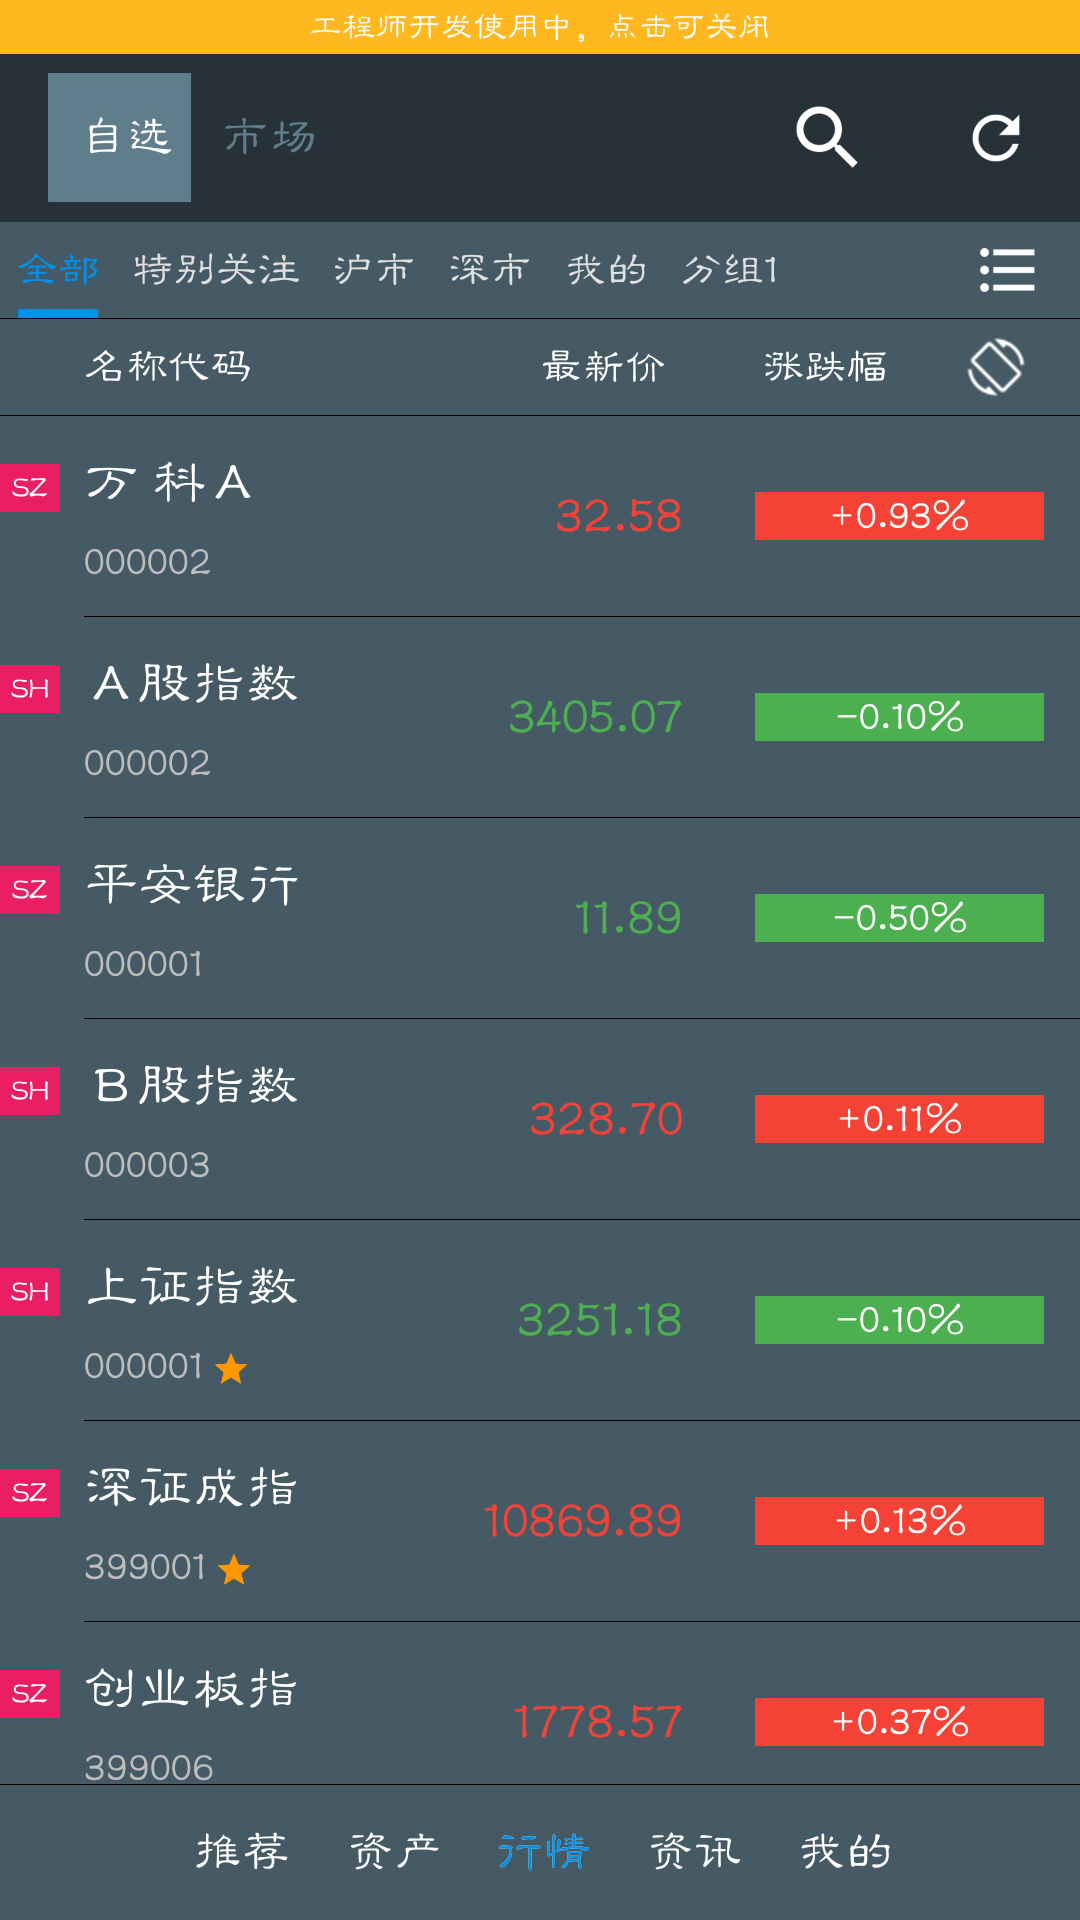 工程师开发使用中，点击可关闭
自选 市场
全部 特别关注 沪市 深市 我的 分组1
名称代码 最新价 涨跌幅
SZ 万 科A 32.58 +0.93%
000002
SH A股指数 3405.07 -0.10%
000002
SZ 平安银行 11.89 -0.50%
000001
SH B股指数 328.70 +0.11%
000003
SH 上证指数 3251.18 -0.10%
000001
SZ 深证成指 10869.89 +0.13%
399001
SZ 创业板指 1778.57 +0.37%
399006
推荐 资产 行情 资讯 我的